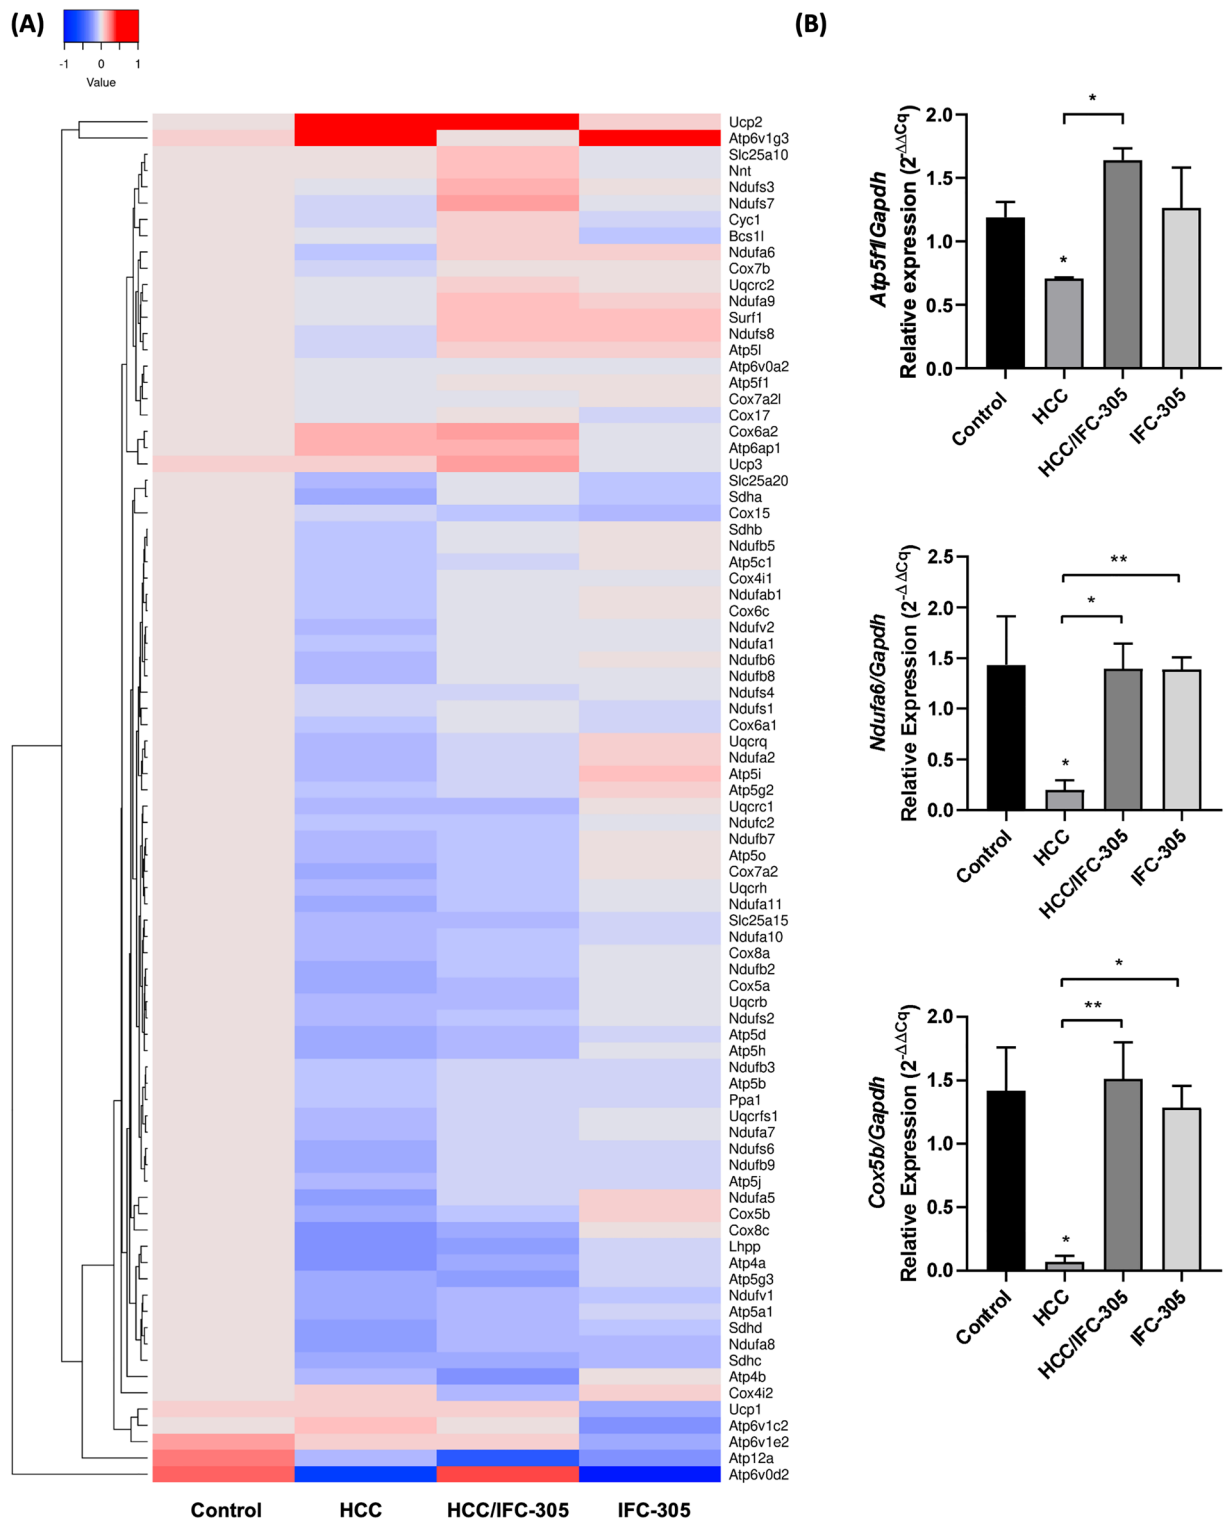 (A)
-1 0 1
Value
Ucp2
Atp6v1g3
Slc25a10
Nnt
Ndufs3
Ndufs7
Cyc1
Bcs1l
Ndufa6
Cox7b
Uqcrc2
Ndufa9
Surf1
Ndufs8
Atp5l
Atp6v0a2
Atp5f1
Cox7a2l
Cox17
Cox6a2
Atp6ap1
Ucp3
Slc25a20
Sdha
Cox15
Sdhb
Ndufb5
Atp5c1
Cox4i1
Ndufab1
Cox6c
Ndufv2
Ndufa1
Ndufb6
Ndufb8
Ndufs4
Ndufs1
Cox6a1
Uqcrq
Ndufa2
Atp5i
Atp5g2
Uqcrc1
Ndufc2
Ndufb7
Atp5o
Cox7a2
Uqcrh
Ndufa11
Slc25a15
Ndufa10
Cox8a
Ndufb2
Cox5a
Uqcrb
Ndufs2
Atp5d
Atp5h
Ndufb3
Atp5b
Ppa1
Uqcrfs1
Ndufa7
Ndufs6
Ndufb9
Atp5j
Ndufa5
Cox5b
Cox8c
Lhpp
Atp4a
Atp5g3
Ndufv1
Atp5a1
Sdhd
Ndufa8
Sdhc
Atp4b
Cox4i2
Ucp1
Atp6v1c2
Atp6v1e2
Atp12a
Atp6v0d2
Control HCC HCC/IFC-305 IFC-305
(B)
Atp5f1/Gapdh
Relative expression (2-ΔΔCq)
2.0
1.5
1.0
0.5
0.0
*
*
Control HCC HCC/IFC-305 IFC-305
Ndufa6/Gapdh
Relative Expression (2-ΔΔCq)
2.5
2.0
1.5
1.0
0.5
0.0
**
*
*
Control HCC HCC/IFC-305 IFC-305
Cox5b/Gapdh
Relative Expression (2-ΔΔCq)
2.0
1.5
1.0
0.5
0.0
*
**
*
Control HCC HCC/IFC-305 IFC-305